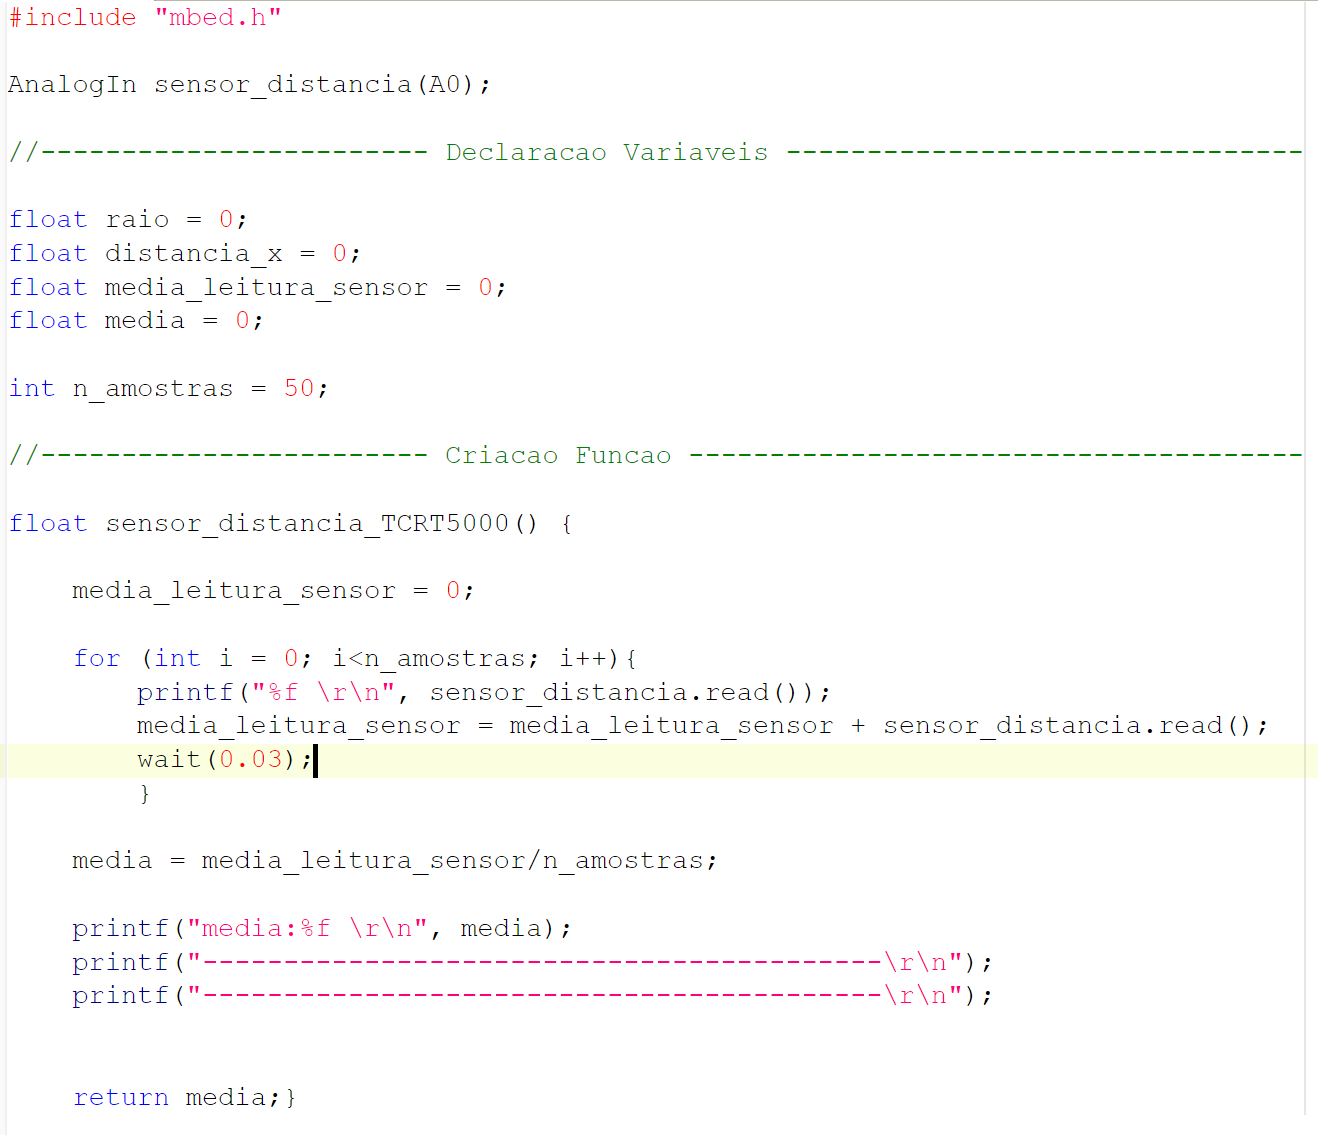 #include "mbed.h"
AnalogIn sensor_distancia(A0);
//------------------------ Declaracao Variaveis --------------------------------
float raio = 0;
float distancia_x = 0;
float media_leitura_sensor = 0;
float media = 0;
int n_amostras = 50;
//------------------------ Criacao Funcao --------------------------------------
float sensor_distancia_TCRT5000() {
    media_leitura_sensor = 0;
    for (int i = 0; i<n_amostras; i++){
        printf("%f \r\n", sensor_distancia.read());
        media_leitura_sensor = media_leitura_sensor + sensor_distancia.read();
        wait(0.03);
        }
    media = media_leitura_sensor/n_amostras;
    printf("media:%f \r\n", media);
    printf("------------------------------------------\r\n");
    printf("------------------------------------------\r\n");
    return media;}